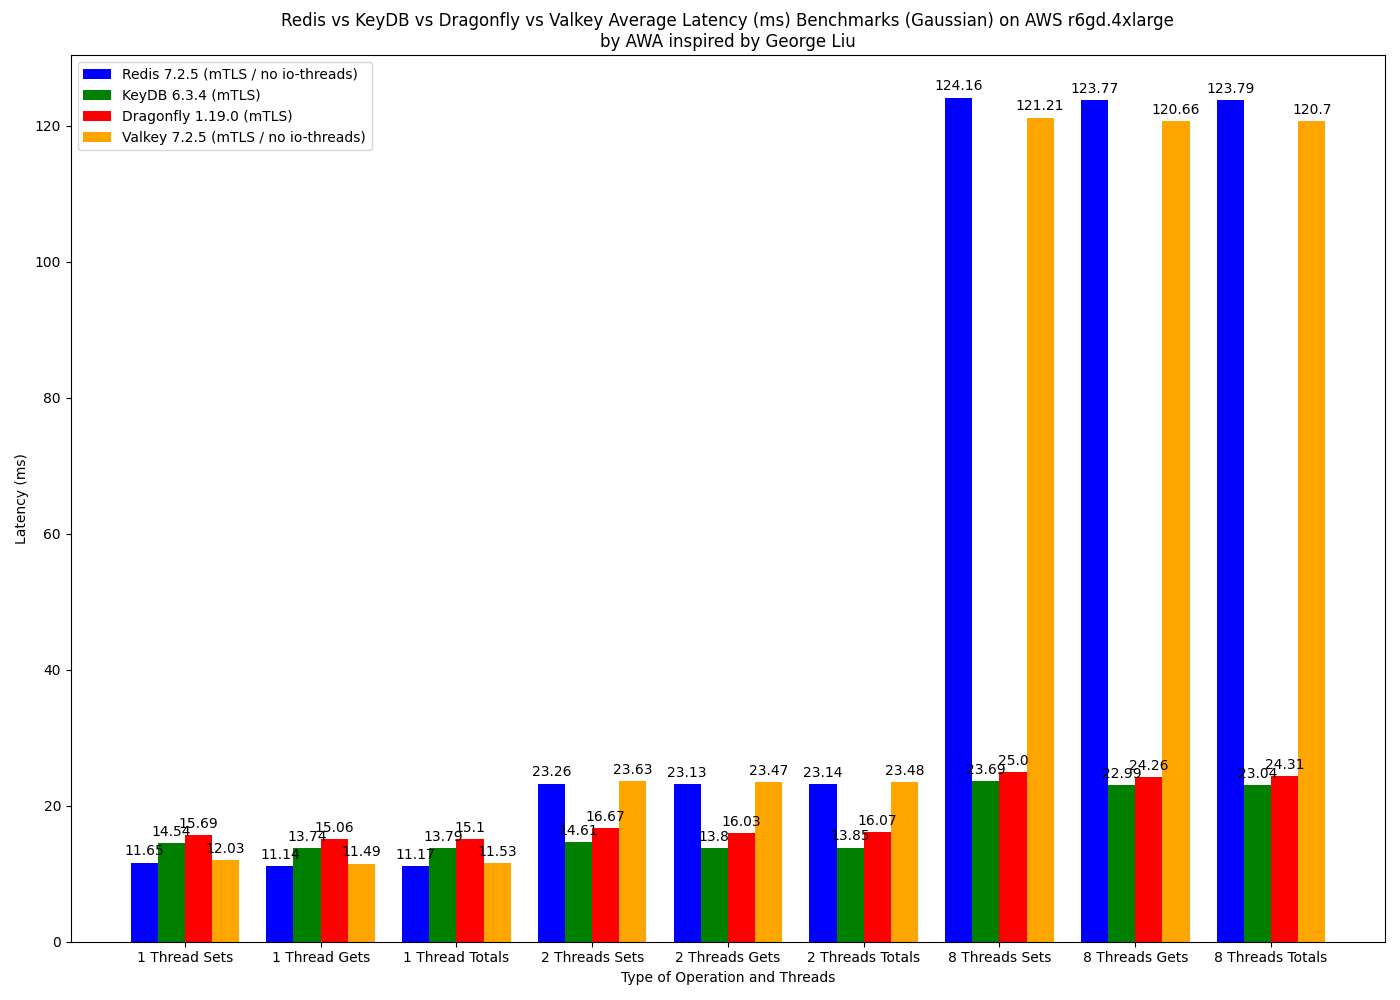 Redis vs KeyDB vs Dragonfly vs Valkey Average Latency (ms) Benchmarks (Gaussian) on AWS r6gd.4xlarge
by AWA inspired by George Liu
Redis 7.2.5 (mTLS / no io-threads)
KeyDB 6.3.4 (mTLS)
Dragonfly 1.19.0 (mTLS)
Valkey 7.2.5 (mTLS / no io-threads)
Latency (ms)
120
100
80
60
40
20
0
11.65 14.54 15.69 12.03
11.14 13.74 15.06 11.49
11.17 13.79 15.1 11.53
23.26 14.61 16.67 23.63
23.13 13.8 16.03 23.47
23.14 13.85 16.07 23.48
124.16 23.69 25.0 121.21
123.77 22.99 24.26 120.66
123.79 23.04 24.31 120.7
1 Thread Sets 1 Thread Gets 1 Thread Totals 2 Threads Sets 2 Threads Gets 2 Threads Totals 8 Threads Sets 8 Threads Gets 8 Threads Totals
Type of Operation and Threads